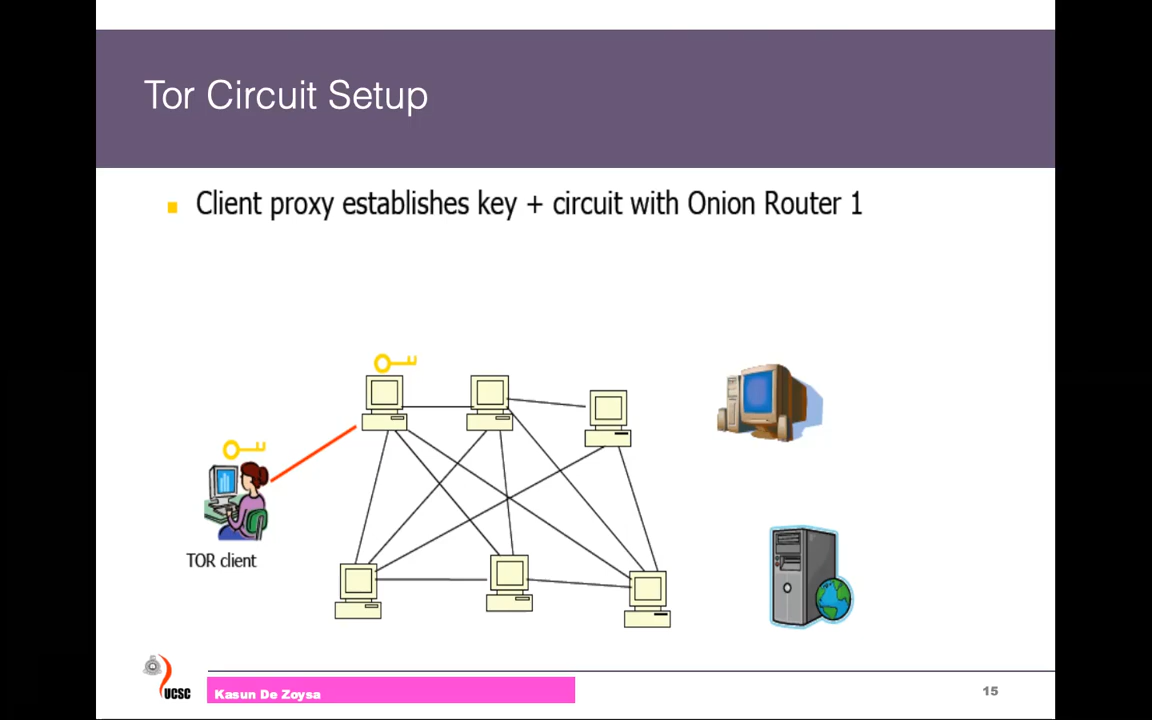 Tor Circuit Setup
Client proxy establishes key + circuit with Onion Router 1
TOR client
UCSC
Kasun De Zoysa
15